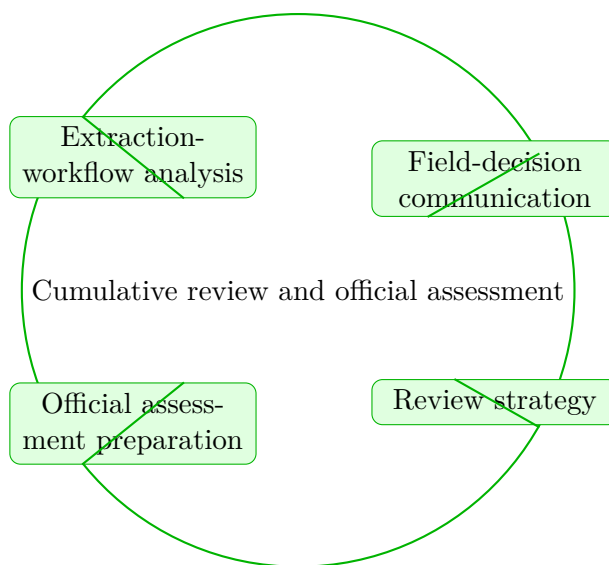 Extraction-
workflow analysis
Field-decision
communication
Cumulative review and official assessment
Official assess-
ment preparation
Review strategy